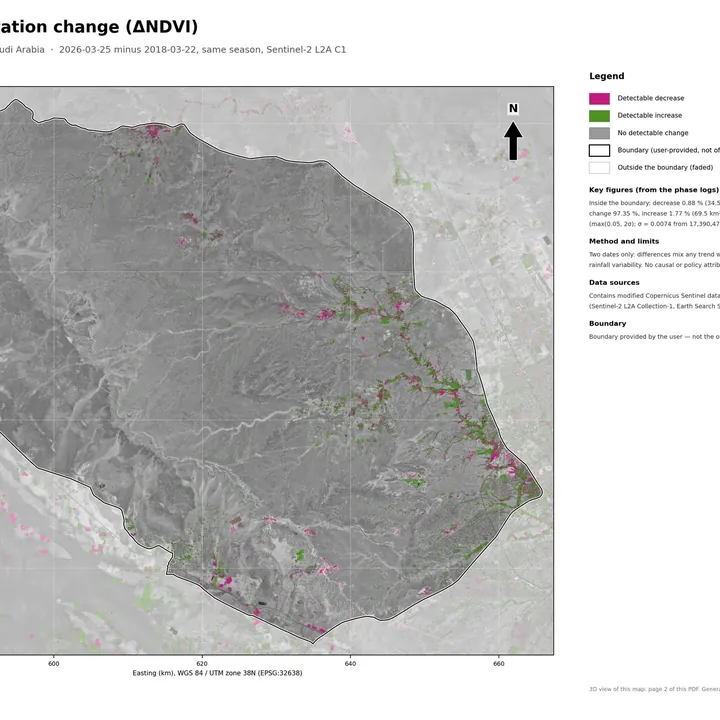 ation change (ΔNDVI)
udi Arabia · 2026-03-25 minus 2018-03-22, same season, Sentinel-2 L2A C1
N
600
620
640
660
Easting (km), WGS 84 / UTM zone 38N (EPSG:32638)
Legend
Detectable decrease
Detectable increase
No detectable change
Boundary (user-provided, not of
Outside the boundary (faded)
Key figures (from the phase logs)
Inside the boundary: decrease 0.88 % (34.5
change 97.35 %, increase 1.77 % (69.5 km
(max(0.05, 2σ); σ = 0.0074 from 17,390,47
Method and limits
Two dates only: differences mix any trend w
rainfall variability. No causal or policy attrib
Data sources
Contains modified Copernicus Sentinel data
(Sentinel-2 L2A Collection-1, Earth Search S
Boundary
Boundary provided by the user — not the o
3D view of this map: page 2 of this PDF. Genera